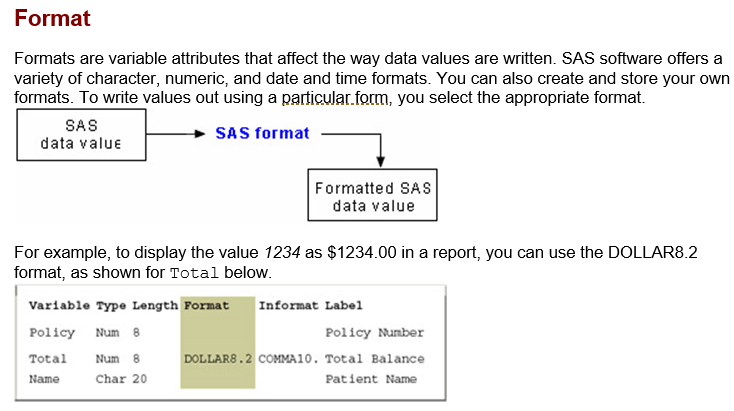 Format
Formats are variable attributes that affect the way data values are written. SAS software offers a
variety of character, numeric, and date and time formats. You can also create and store your own
formats. To write values out using a particular form, you select the appropriate format.
SAS
data value
SAS format
Formatted SAS
data value
For example, to display the value 1234 as $1234.00 in a report, you can use the DOLLAR8.2
format, as shown for Total below.
Variable Type Length Format Informat Label
Policy Num 8 Policy Number
Total Num 8 DOLLAR8.2 COMMA10. Total Balance
Name Char 20 Patient Name